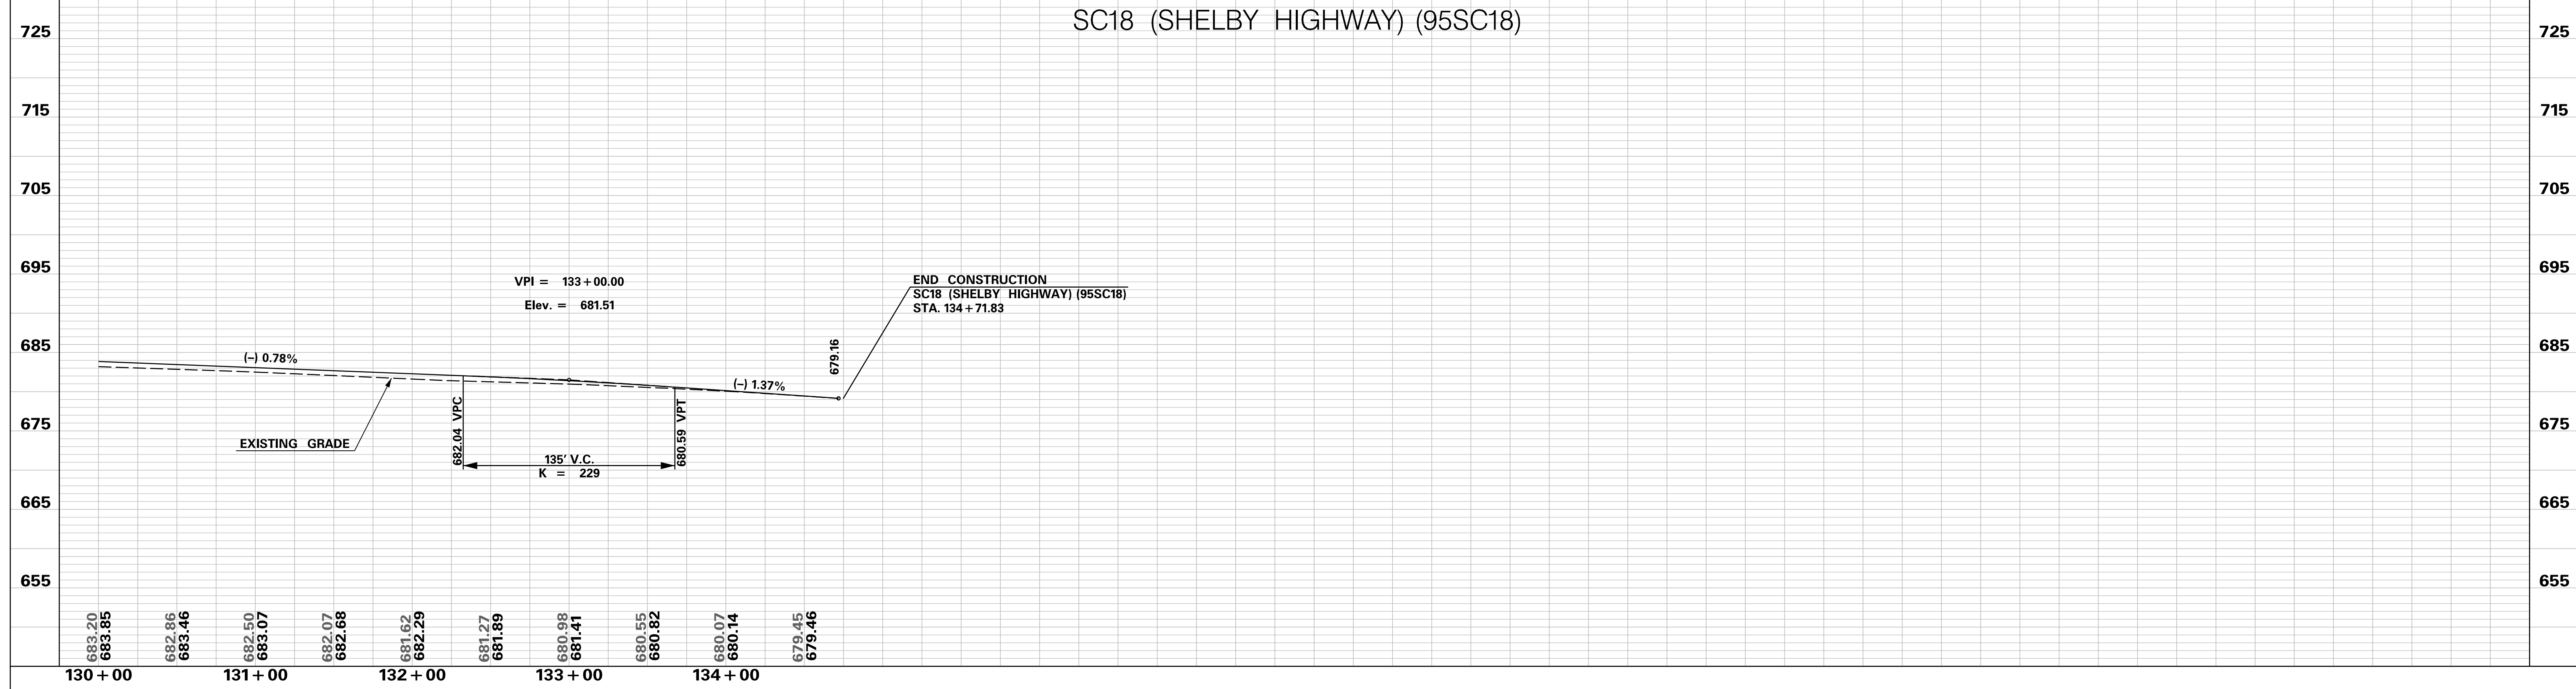 SC18 (SHELBY HIGHWAY) (95SC18)
725 725
715 715
705 705
695 695
VPI = 133+00.00
Elev. = 681.51
END CONSTRUCTION
SC18 (SHELBY HIGHWAY) (95SC18)
STA. 134+71.83
679.16
685 685
(-) 0.78%
(-) 1.37%
675 675
EXISTING GRADE
682.04 VPC
680.59 VPT
135' V.C.
K = 229
665 665
655 655
683.20 682.86 682.50 682.07 681.62 681.27 680.98 680.55 680.07 679.45
683.85 683.46 683.07 682.68 682.29 681.89 681.41 680.82 680.14 679.46
130+00 131+00 132+00 133+00 134+00